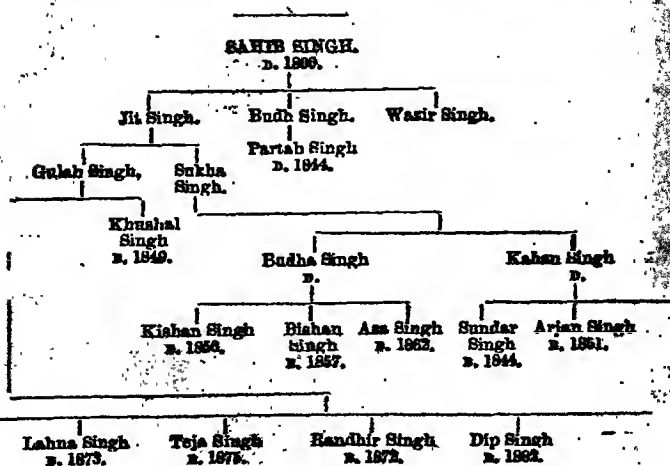 SAHIB SINGH.
D. 1800.
Jit Singh. Budh Singh. Wazir Singh.
Partab Singh
D. 1844.
Gulab Singh, Sukha
Singh.
Khushal
Singh
B. 1849.
Budha Singh
D.
Kahan Singh
D.
Kishan Singh
B. 1856.
Bishan
Singh
B. 1857.
Asa Singh
B. 1862.
Sundar
Singh
B. 1844.
Arjan Singh
B. 1851.
Lahna Singh
B. 1873.
Teja Singh
B. 1875.
Randhir Singh
B. 1872.
Dip Singh
B. 1882.